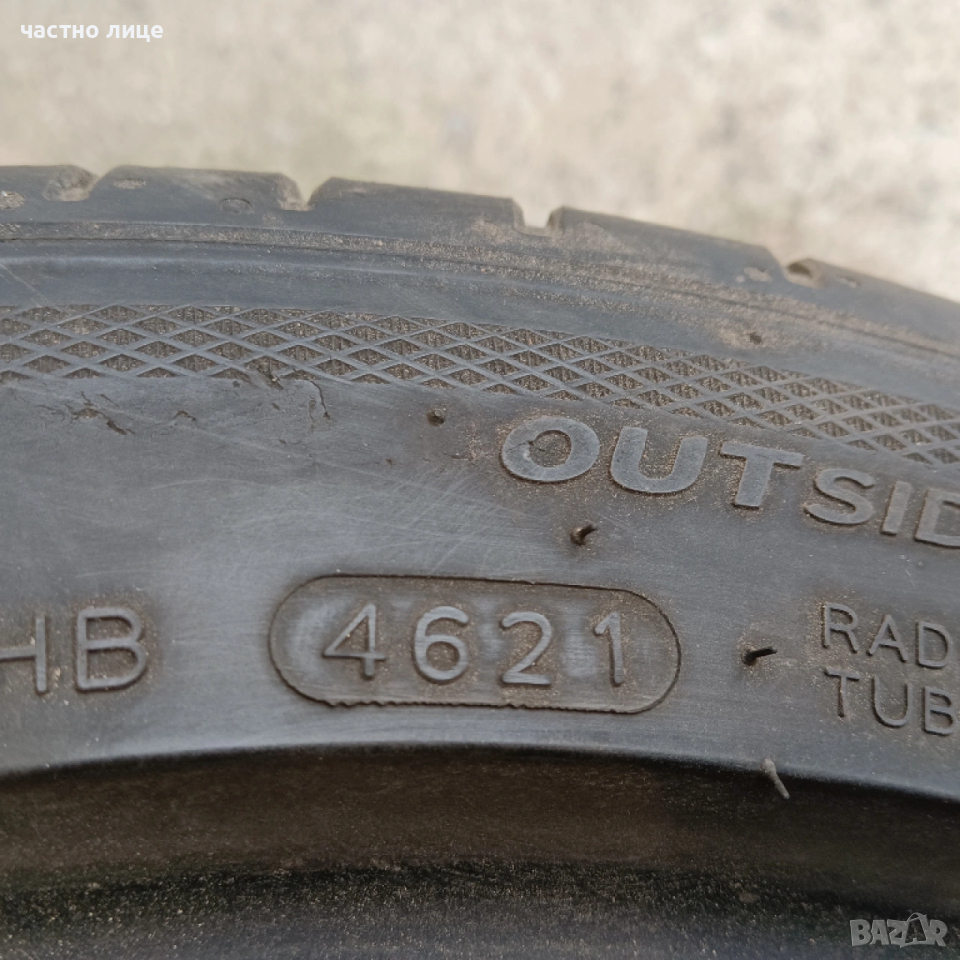 частно лице
OUTSID
HB 4621
RAD
TUB
BAZAR